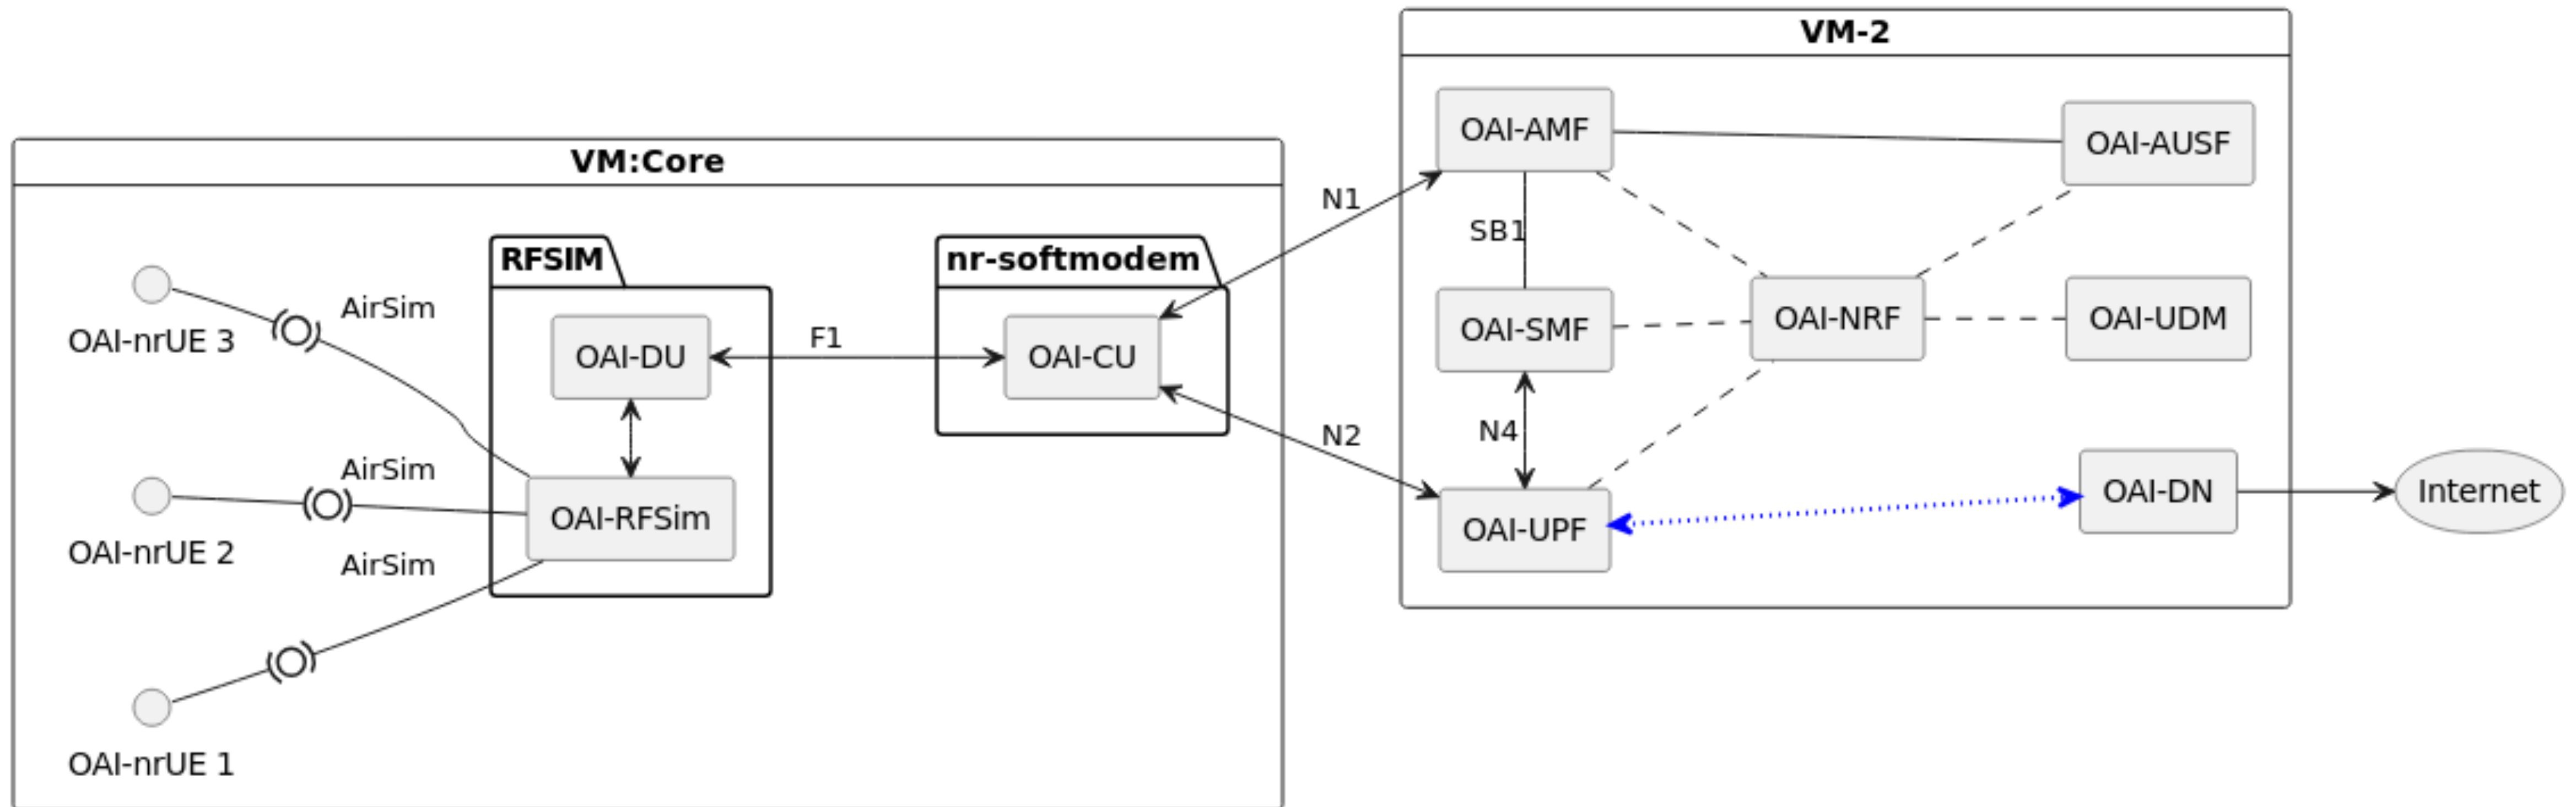 VM:Core
OAI-nrUE 3
AirSim
OAI-nrUE 2
AirSim
AirSim
OAI-nrUE 1
RFSIM
OAI-DU
OAI-RFSim
F1
nr-softmodem
OAI-CU
N1
N2
VM-2
OAI-AMF
OAI-AUSF
SB1
OAI-SMF
OAI-NRF
OAI-UDM
N4
OAI-UPF
OAI-DN
Internet